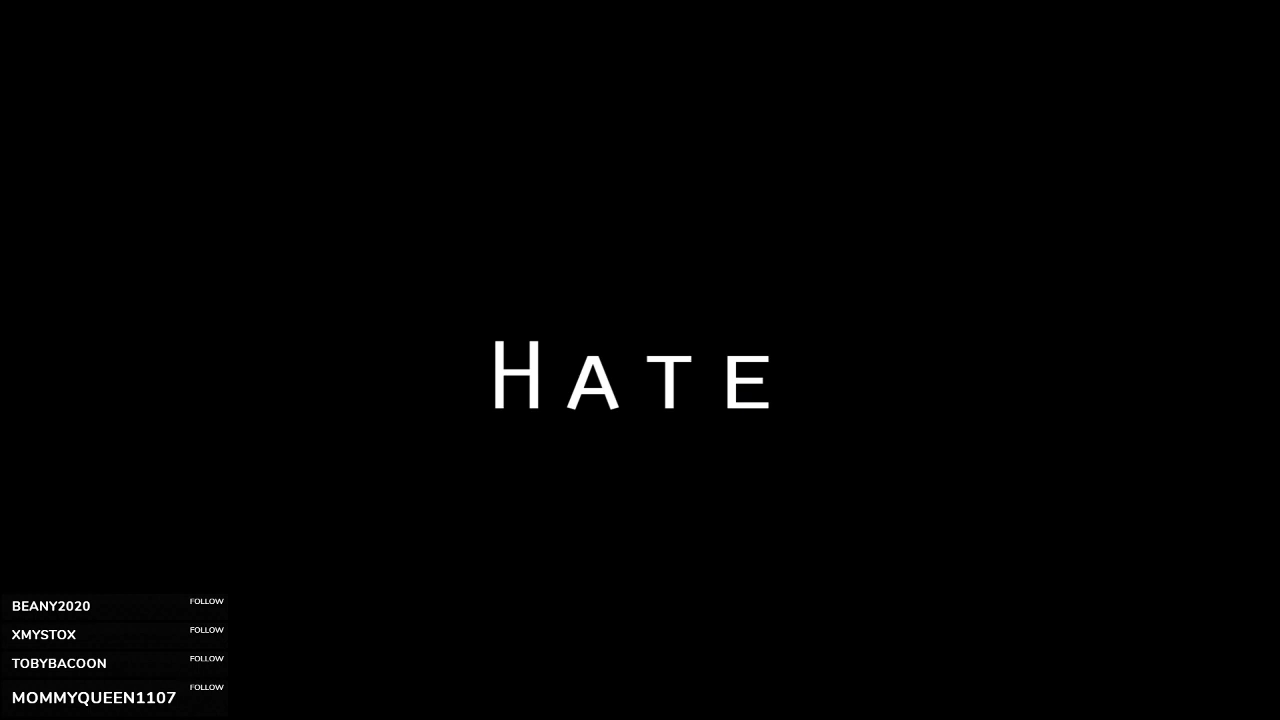 HATE
BEANY2020 FOLLOW
XMYSTOX FOLLOW
TOBYBACOON FOLLOW
MOMMYQUEEN1107 FOLLOW